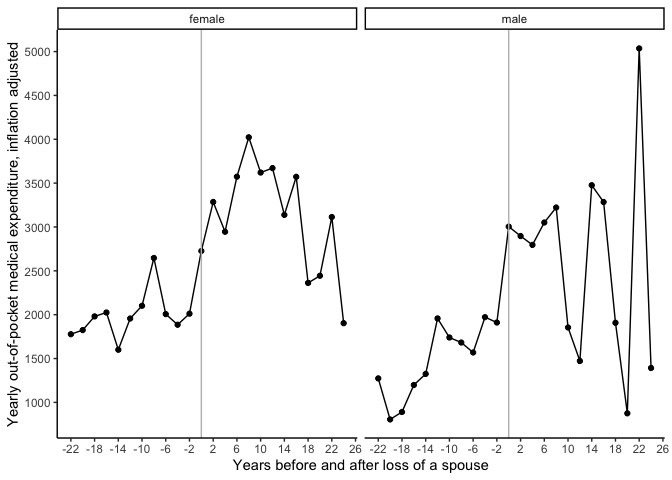 female male
Yearly out-of-pocket medical expenditure, inflation adjusted
5000
4500
4000
3500
3000
2500
2000
1500
1000
-22 -18 -14 -10 -6 -2 2 6 10 14 18 22 26 -22 -18 -14 -10 -6 -2 2 6 10 14 18 22 26
Years before and after loss of a spouse